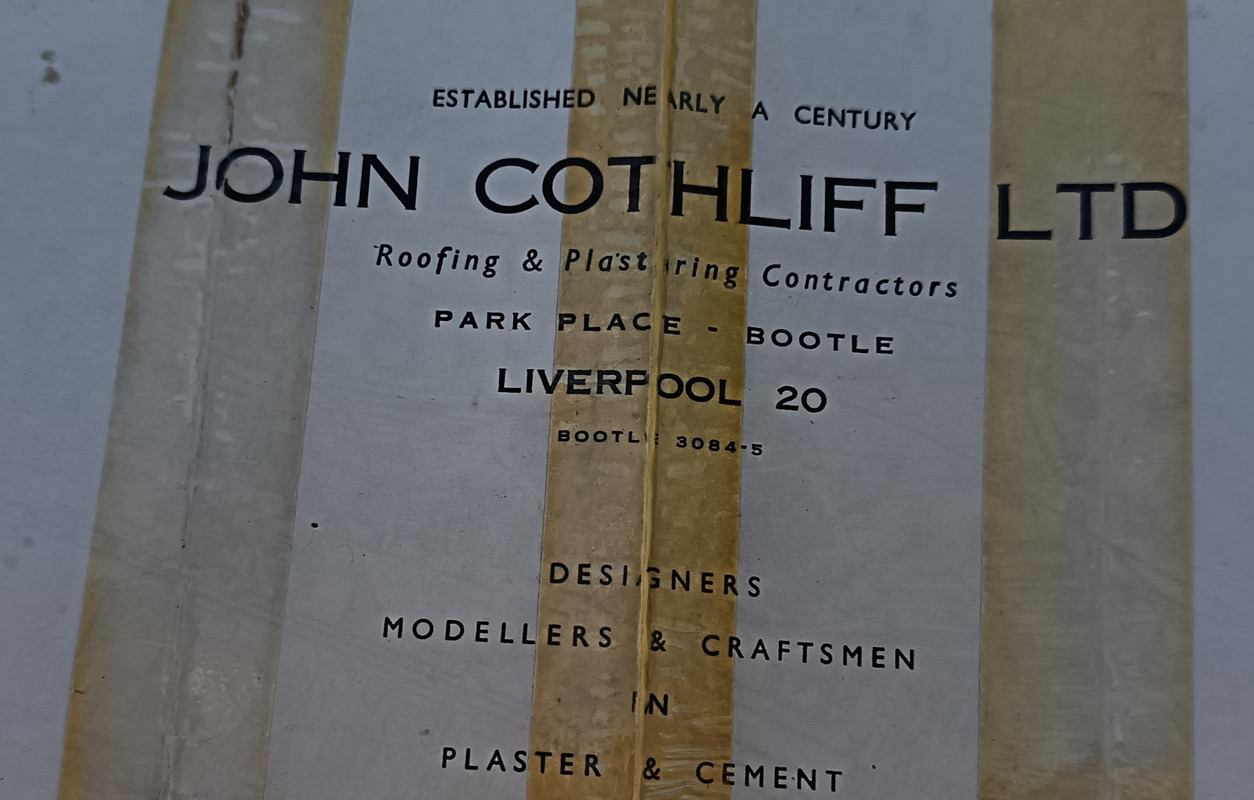 ESTABLISHED NEARLY A CENTURY
JOHN COTHLIFF LTD
Roofing & Plastering Contractors
PARK PLACE - BOOTLE
LIVERPOOL 20
BOOTLE 3084-5
DESIGNERS
MODELLERS & CRAFTSMEN
IN
PLASTER & CEMENT